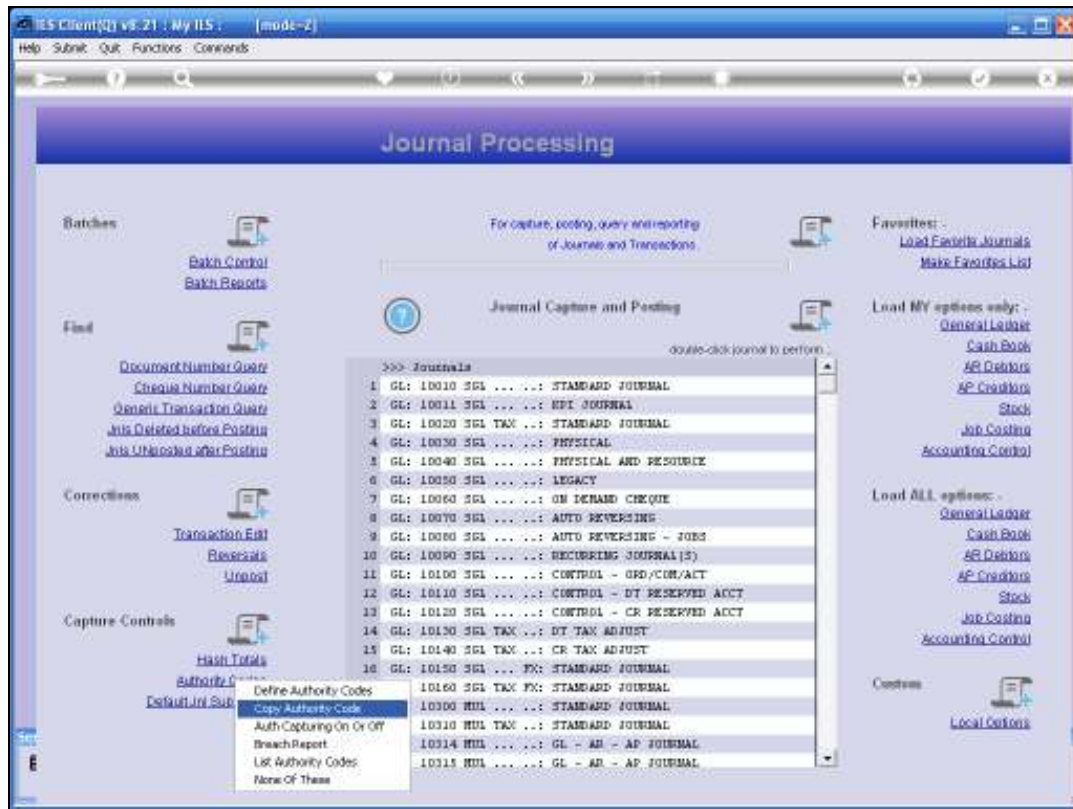 IES Client(Q) v8.21 : My IES : [mode=Z]
Help Submit Quit Functions Commands
Journal Processing
Batches
Batch Control
Batch Reports
Find
Document Number Query
Cheque Number Query
Generic Transaction Query
Jnls Deleted before Posting
Jnls UNposted after Posting
Corrections
Transaction Edit
Reversals
Unpost
Capture Controls
Hash Totals
Authority
Default Jnl Sub
For capture, posting, query and reporting
of Journals and Transactions
Journal Capture and Posting
double-click journal to perform ..
>>> Journals
1 GL: 10010 SGL ... ..: STANDARD JOURNAL
2 GL: 10011 SGL ... ..: KPI JOURNAL
3 GL: 10020 SGL TAX ..: STANDARD JOURNAL
4 GL: 10030 SGL ... ..: PHYSICAL
5 GL: 10040 SGL ... ..: PHYSICAL AND RESOURCE
6 GL: 10050 SGL ... ..: LEGACY
7 GL: 10060 SGL ... ..: ON DEMAND CHEQUE
8 GL: 10070 SGL ... ..: AUTO REVERSING
9 GL: 10080 SGL ... ..: AUTO REVERSING - JOBS
10 GL: 10090 SGL ... ..: RECURRING JOURNAL(S)
11 GL: 10100 SGL ... ..: CONTROL - ORD/COM/ACT
12 GL: 10110 SGL ... ..: CONTROL - DT RESERVED ACCT
13 GL: 10120 SGL ... ..: CONTROL - CR RESERVED ACCT
14 GL: 10130 SGL TAX ..: DT TAX ADJUST
15 GL: 10140 SGL TAX ..: CR TAX ADJUST
16 GL: 10150 SGL ... FX: STANDARD JOURNAL
10160 SGL TAX FX: STANDARD JOURNAL
10300 MUL ... ..: STANDARD JOURNAL
10310 MUL TAX ..: STANDARD JOURNAL
10314 MUL ... ..: GL - AR - AP JOURNAL
10315 MUL ... ..: GL - AR - AP JOURNAL
Define Authority Codes
Copy Authority Code
Auth Capturing On Or Off
Breach Report
List Authority Codes
None Of These
Favorites: .
Load Favorite Journals
Make Favorites List
Load MY options only: .
General Ledger
Cash Book
AR Debtors
AP Creditors
Stock
Job Costing
Accounting Control
Load ALL options: .
General Ledger
Cash Book
AR Debtors
AP Creditors
Stock
Job Costing
Accounting Control
Custom
Local Options